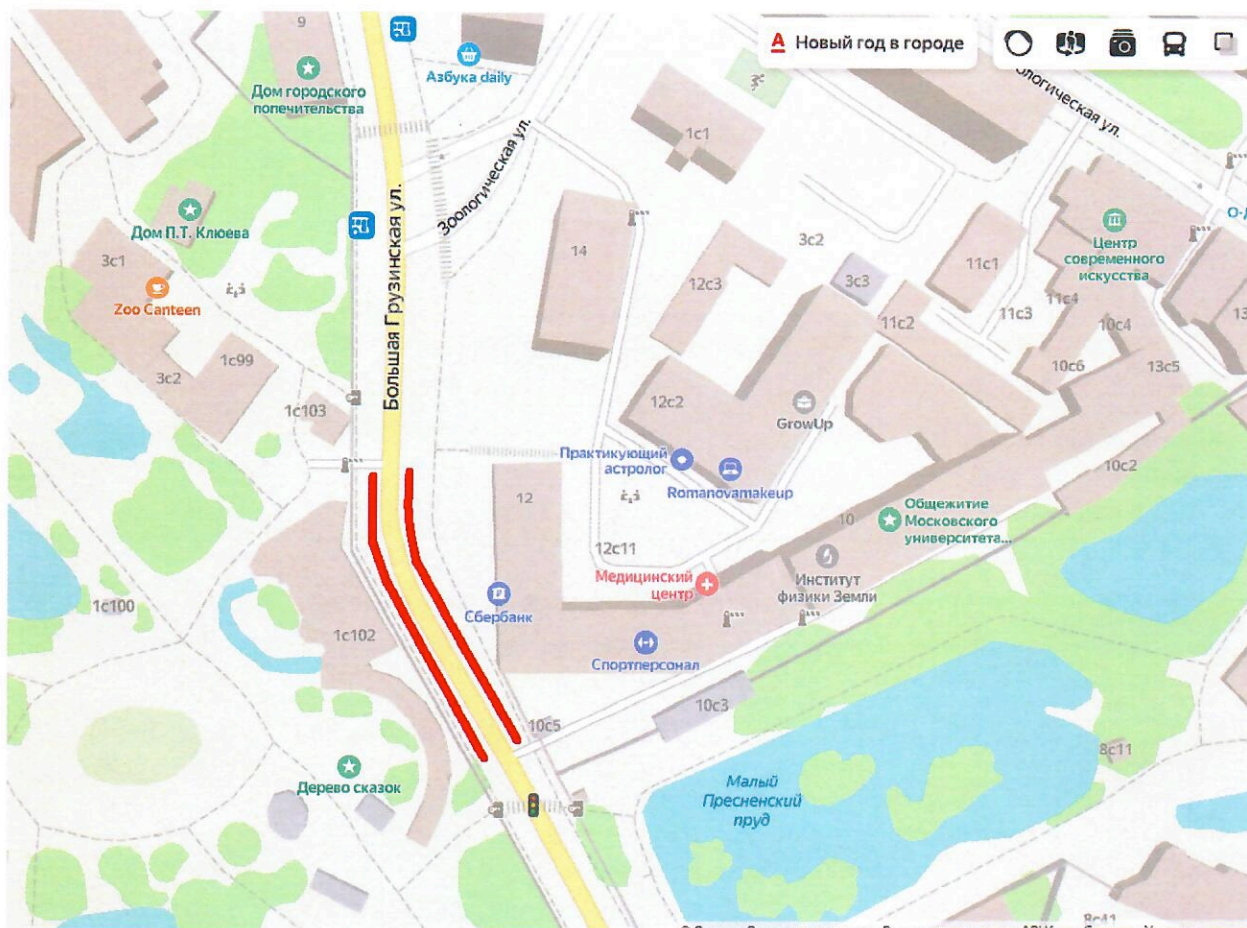 9
Азбука daily
Новый год в городе
Дом городского
попечительства
Зоологическая ул.
1с1
Большая Грузинская ул.
Зоологическая ул.
Дом П.Т. Клюева
3с1
Zoo Canteen
14
3с2
12с3
3с3
11с1
Центр
современного
искусства
11с4
11с3
11с2
10с4
1с99
3с2
10с6
13с5
12с2
1с103
GrowUp
Практикующий
астролог
Romanovamakeup
10с2
12
10
Общежитие
Московского
университета...
12с11
Медицинский
центр
Институт
физики Земли
1с100
Сбербанк
1с102
Спортперсонал
10с3
10с5
8с11
Дерево сказок
Малый
Пресненский
пруд
8с41